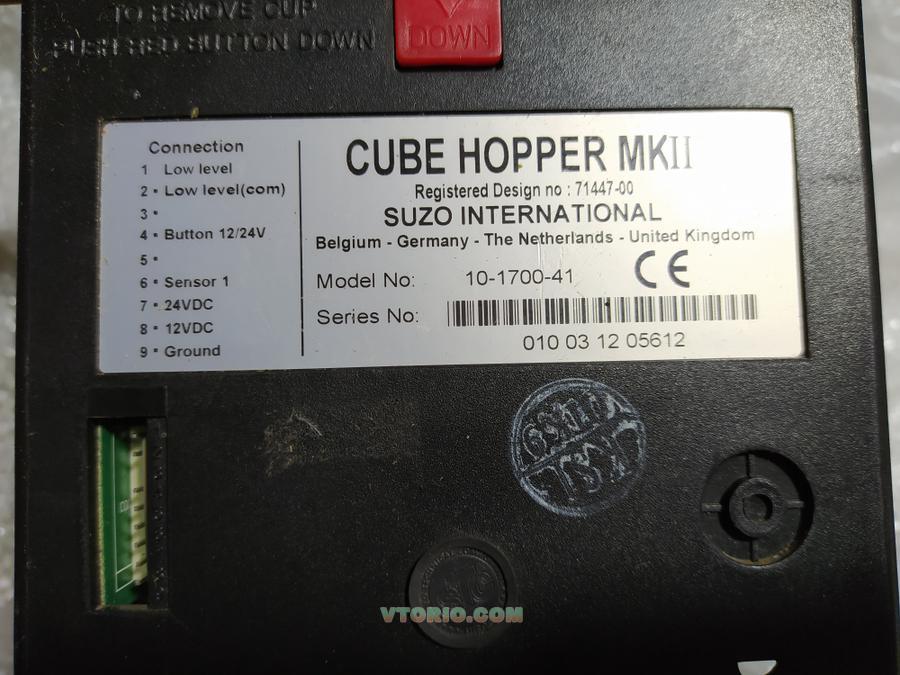 TO REMOVE CUP
PUSH RED BUTTON DOWN
DOWN
Connection
1 Low level
2 - Low level(com)
3 -
4 - Button 12/24V
5 -
6 - Sensor 1
7 - 24VDC
8 - 12VDC
9 - Ground
CUBE HOPPER MKII
Registered Design no : 71447-00
SUZO INTERNATIONAL
Belgium - Germany - The Netherlands - United Kingdom
Model No: 10-1700-41 CE
Series No:
010 03 12 05612
VTORIO.COM